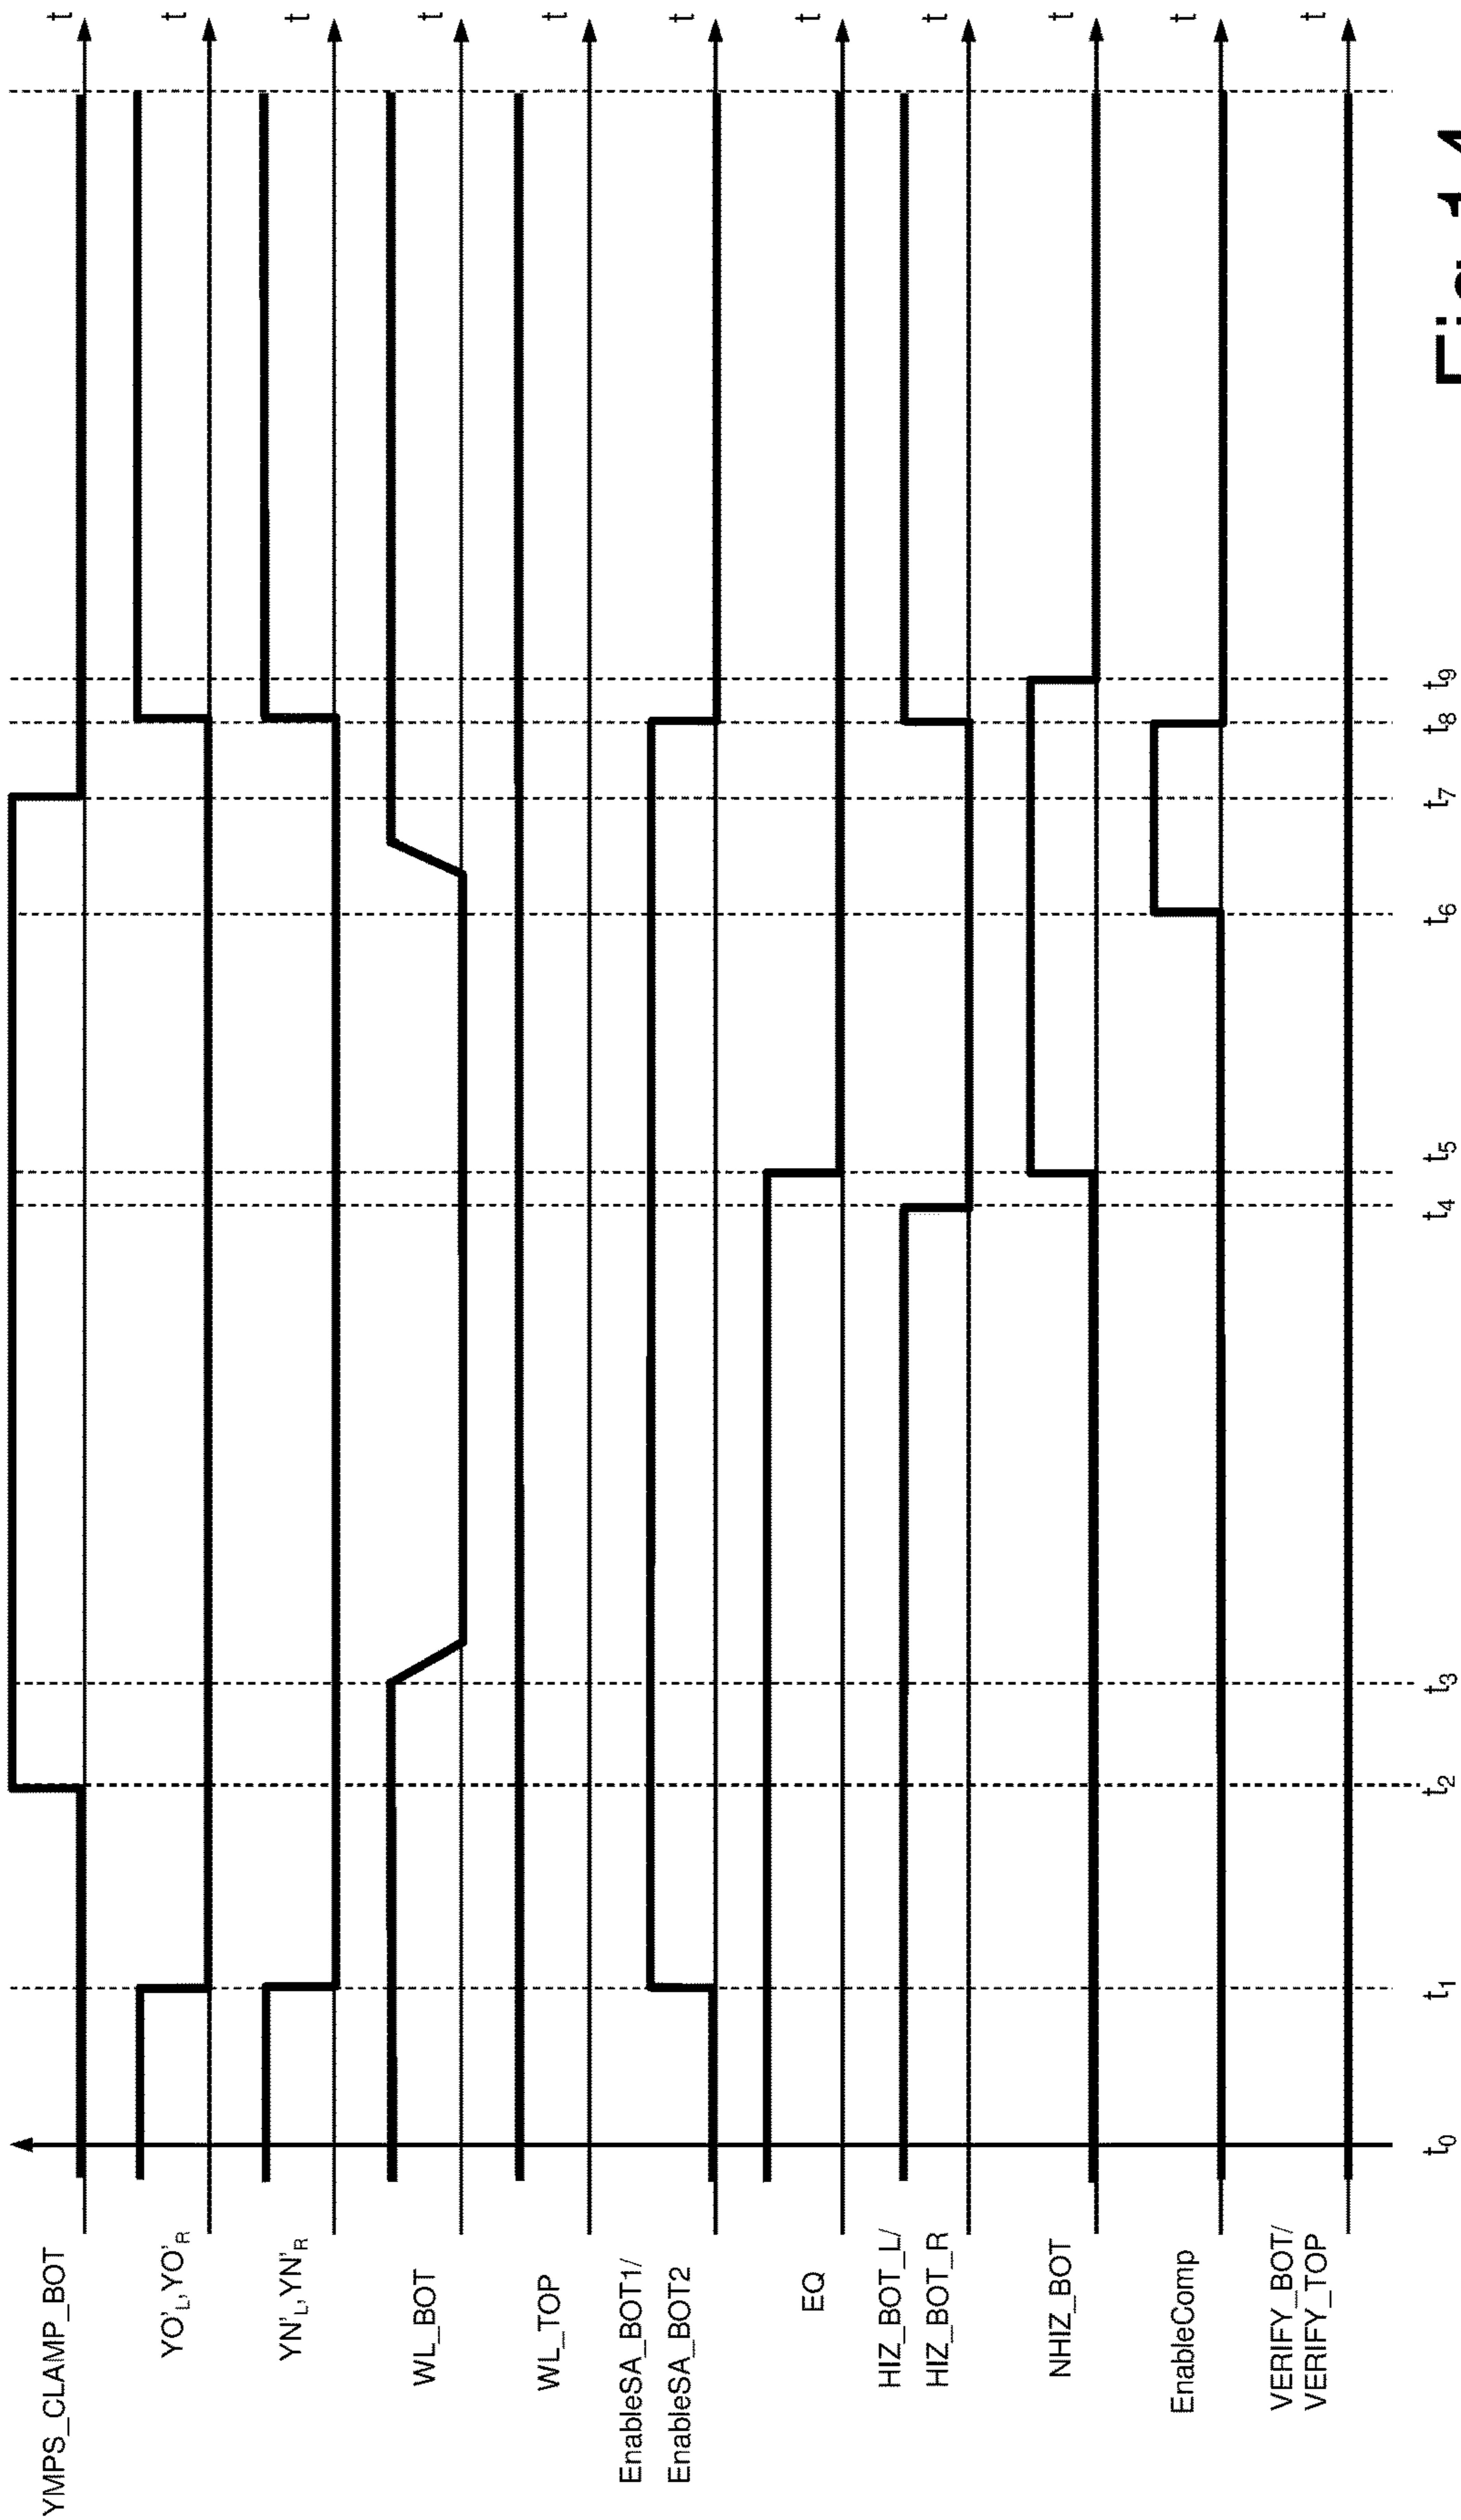 YMPS_CLAMP_BOT
t
YO'L,YO'R
t
YN'L,YN'R
t
WL_BOT
t
WL_TOP
t
EnableSA_BOT1/
EnableSA_BOT2
t
EQ
t
HIZ_BOT_L/
HIZ_BOT_R
t
NHIZ_BOT
t
EnableComp
t
VERIFY_BOT/
VERIFY_TOP
t
t0 t1 t2 t3 t4 t5 t6 t7 t8 t9